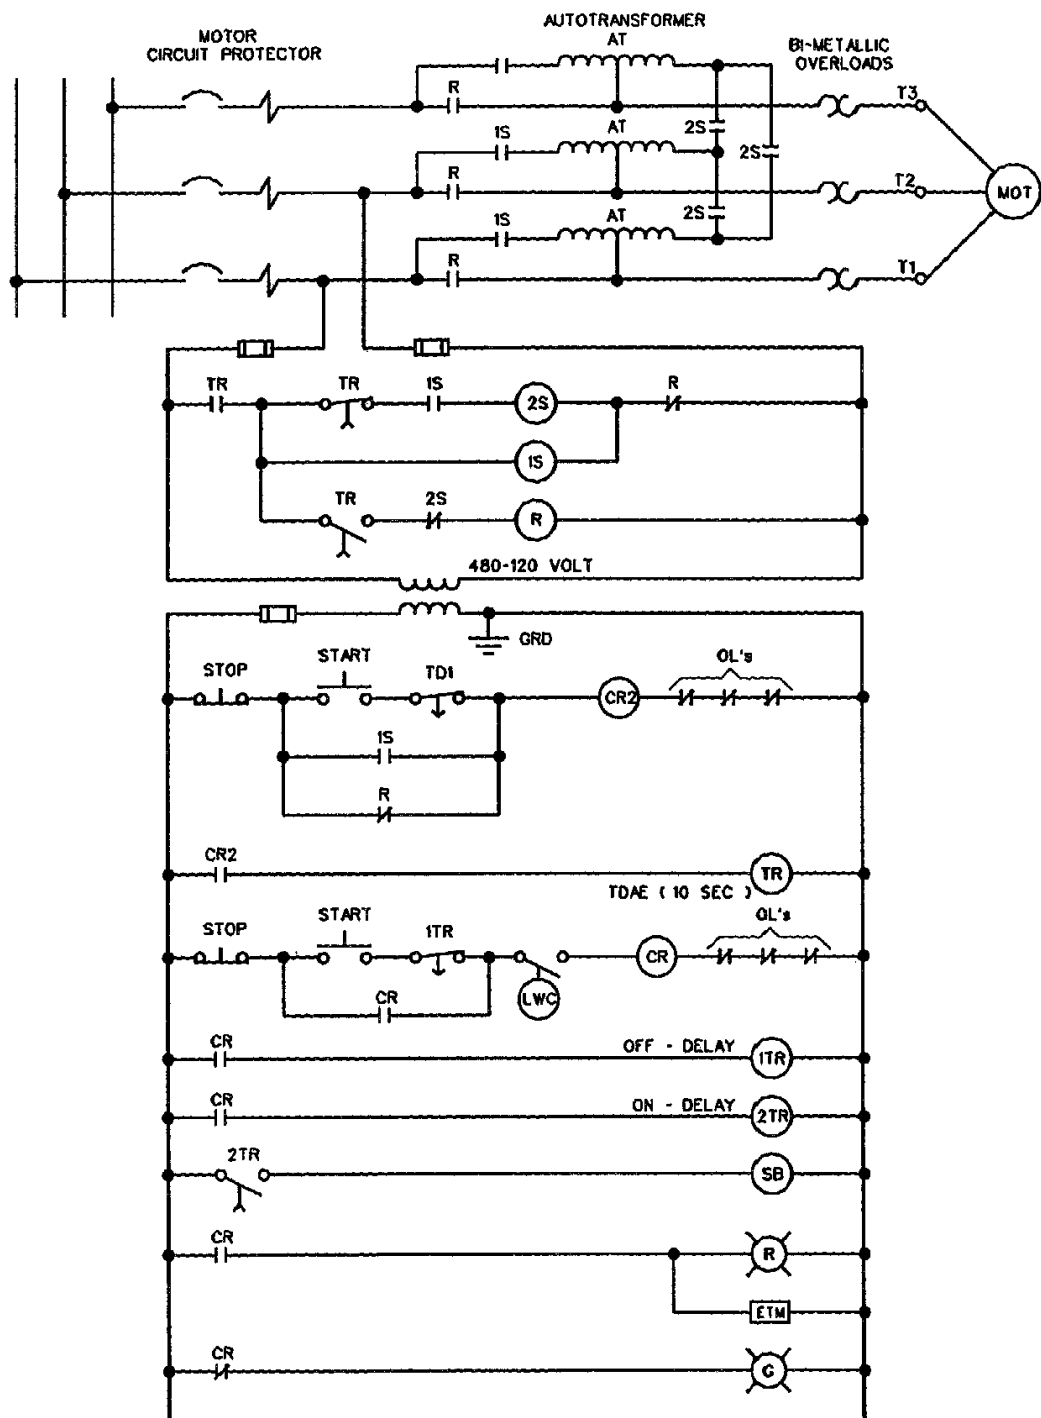 MOTOR
CIRCUIT PROTECTOR
AUTOTRANSFORMER
AT
BI-METALLIC
OVERLOADS
R
T3
2S
1S
AT
2S
R
T2
MOT
1S
AT
2S
R
T1
TR
TR
1S
2S
R
1S
TR
2S
R
480-120 VOLT
GRD
STOP
START
TD1
CR2
OL's
1S
R
CR2
TR
TDAE ( 10 SEC )
STOP
START
1TR
LWC
CR
OL's
CR
CR
OFF - DELAY
1TR
CR
ON - DELAY
2TR
2TR
SB
CR
R
ETM
CR
G